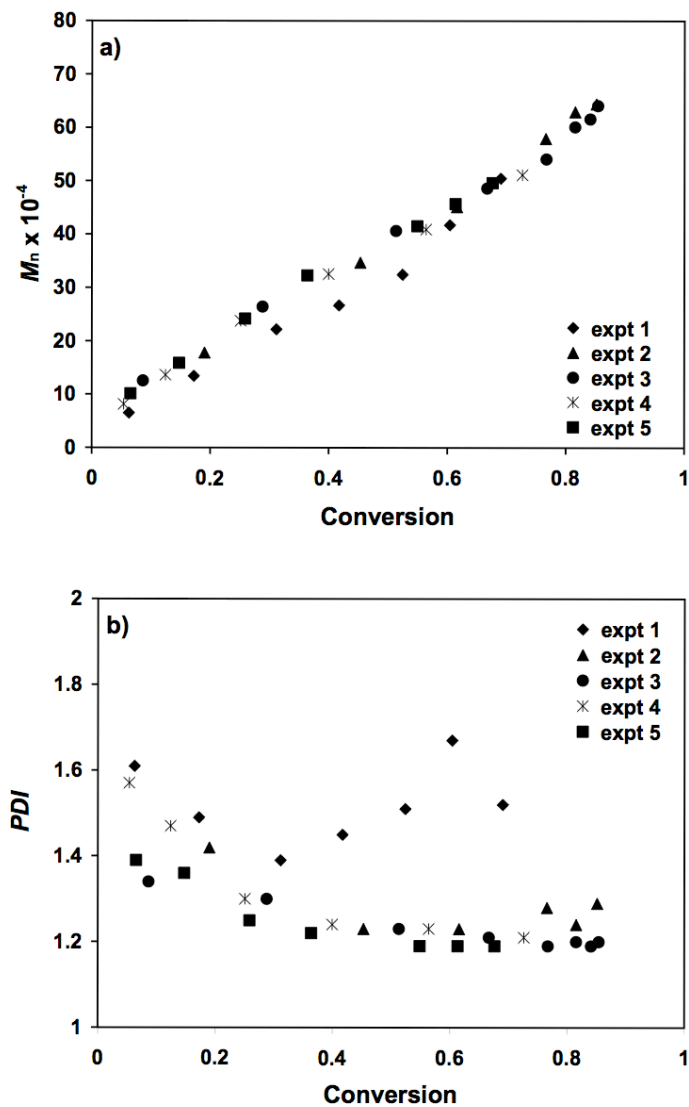 a)
80
70
60
50
40
30
20
10
0
Mn x 10-4
expt 1
expt 2
expt 3
expt 4
expt 5
0 0.2 0.4 0.6 0.8 1
Conversion
b)
2
1.8
1.6
1.4
1.2
1
PDI
expt 1
expt 2
expt 3
expt 4
expt 5
0 0.2 0.4 0.6 0.8 1
Conversion